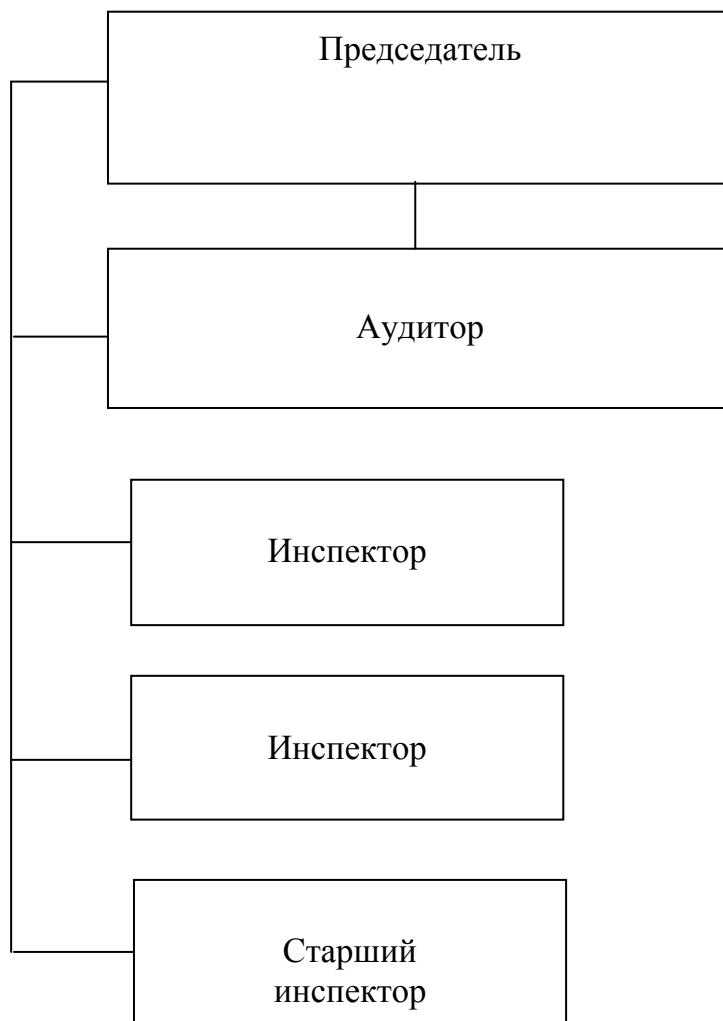 Председатель
Аудитор
Инспектор
Инспектор
Старший
инспектор